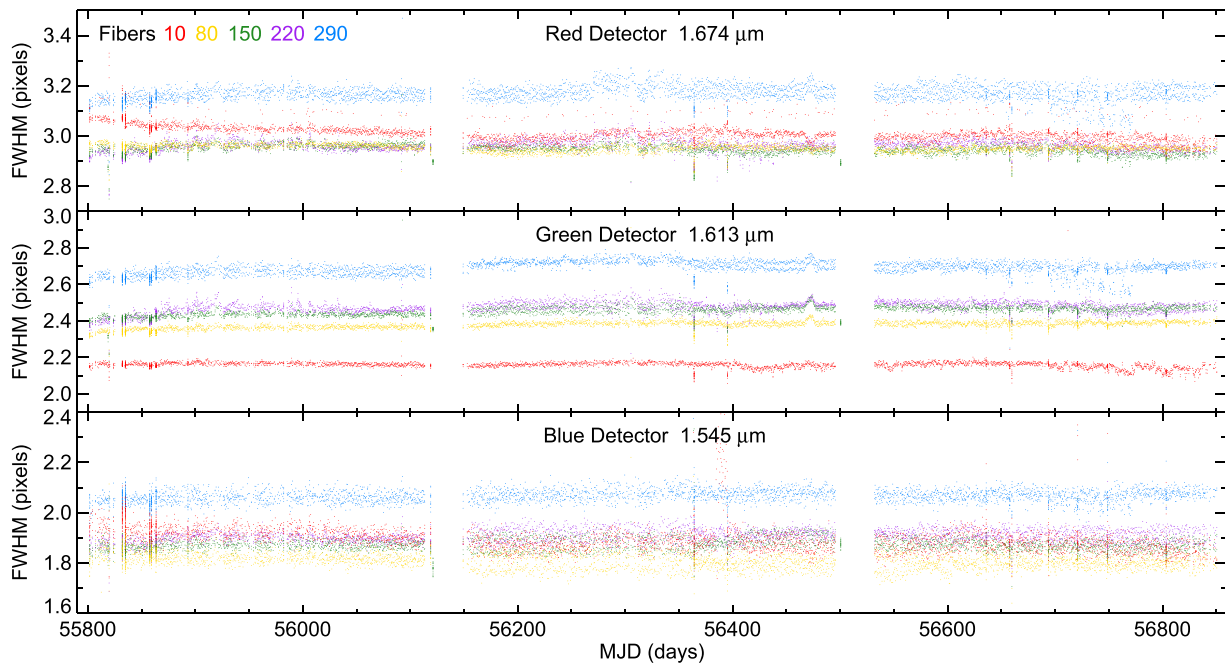 Fibers 10 80 150 220 290
Red Detector 1.674 μm
FWHM (pixels)
3.4
3.2
3.0
2.8
Green Detector 1.613 μm
FWHM (pixels)
3.0
2.8
2.6
2.4
2.2
2.0
Blue Detector 1.545 μm
FWHM (pixels)
2.4
2.2
2.0
1.8
1.6
55800 56000 56200 56400 56600 56800
MJD (days)